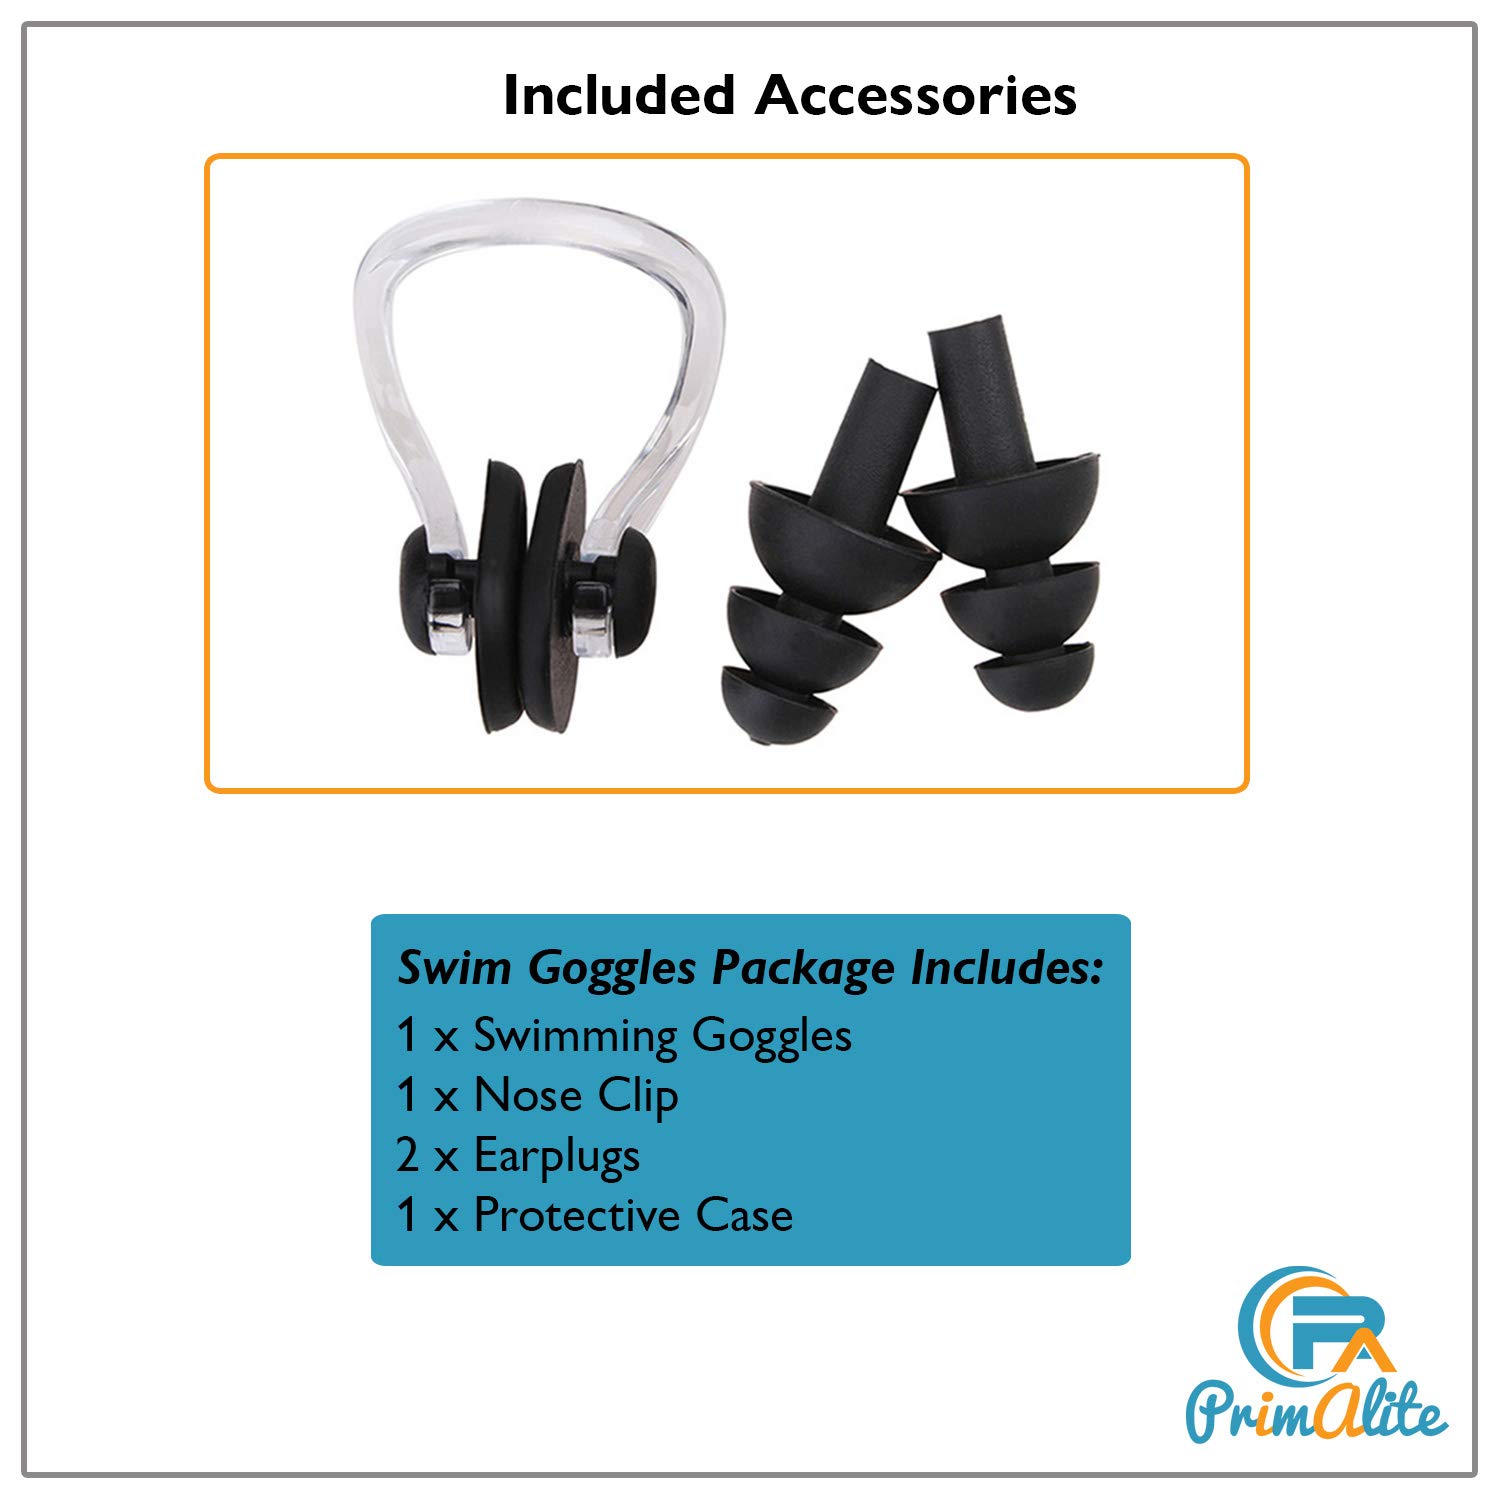 Included Accessories
Swim Goggles Package Includes:
1 x Swimming Goggles
1 x Nose Clip
2 x Earplugs
1 x Protective Case
PA
PrimAlite